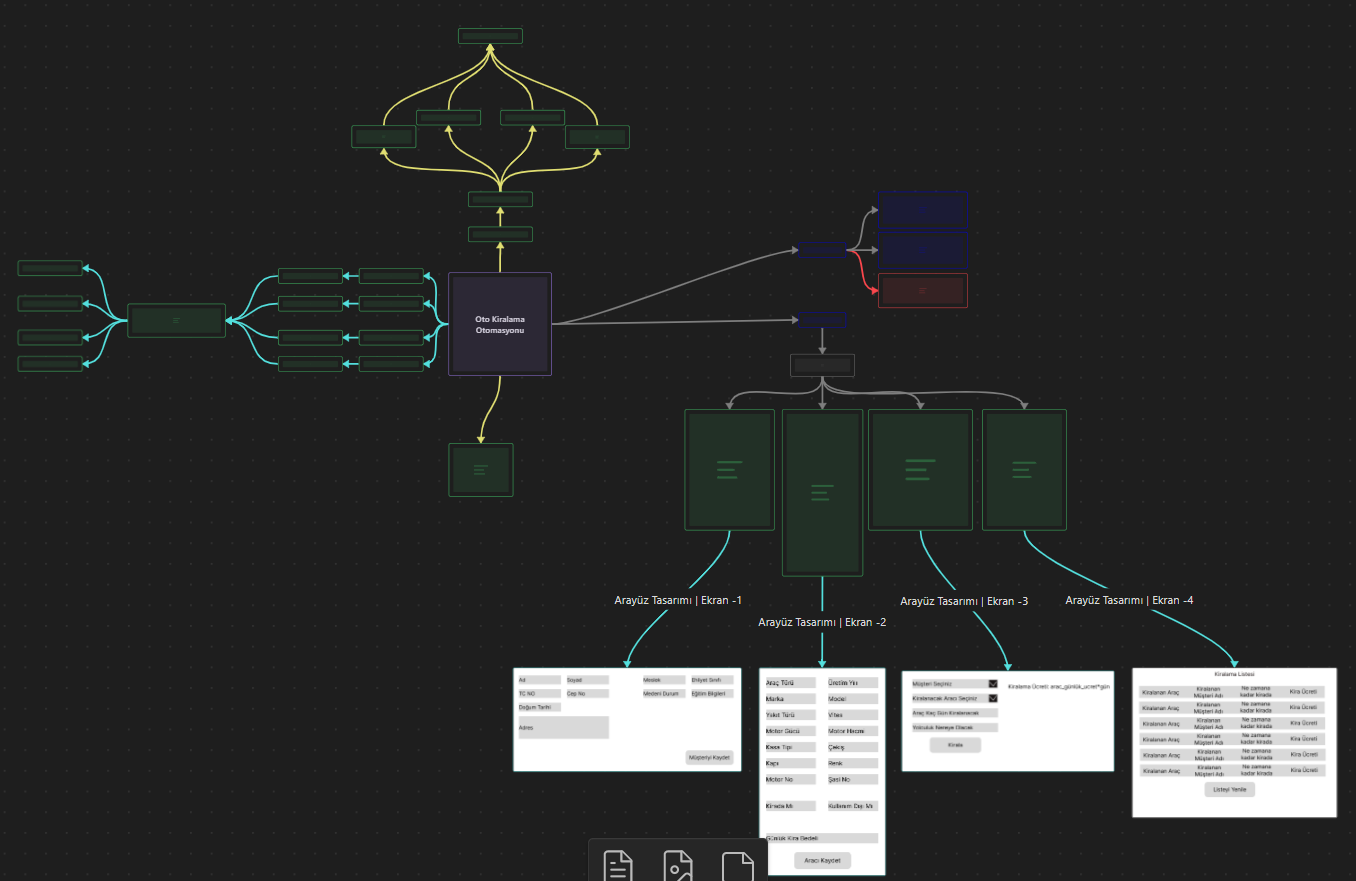 Oto Kiralama
Otomasyonu
Arayüz Tasarımı | Ekran -1
Arayüz Tasarımı | Ekran -2
Arayüz Tasarımı | Ekran -3
Arayüz Tasarımı | Ekran -4
Ad
Soyad
Meslek
Ehliyet Sınıfı
TC NO
Cep No
Medeni Durum
Eğitim Bilgileri
Doğum Tarihi
Adres
Müşteriyi Kaydet
Araç Türü
Üretim Yılı
Marka
Model
Yakıt Türü
Vites
Motor Gücü
Motor Hacmi
Kasa Tipi
Çekiş
Kapı
Renk
Motor No
Şasi No
Kirada Mı
Kullanım Dışı Mı
Günlük Kira Bedeli
Aracı Kaydet
Müşteri Seçiniz
Kiralama Ücreti: araç_günlük_ucret*gün
Kiralanacak Aracı Seçiniz
Araç Kaç Gün Kiralanacak
Yolculuk Nereye Olacak
Kirala
Kiralama Listesi
Kiralanan Araç
Kiralanan
Müşteri Adı
Ne zamana
kadar kirada
Kira Ücreti
Kiralanan Araç
Kiralanan
Müşteri Adı
Ne zamana
kadar kirada
Kira Ücreti
Kiralanan Araç
Kiralanan
Müşteri Adı
Ne zamana
kadar kirada
Kira Ücreti
Kiralanan Araç
Kiralanan
Müşteri Adı
Ne zamana
kadar kirada
Kira Ücreti
Kiralanan Araç
Kiralanan
Müşteri Adı
Ne zamana
kadar kirada
Kira Ücreti
Kiralanan Araç
Kiralanan
Müşteri Adı
Ne zamana
kadar kirada
Kira Ücreti
Listeyi Yenile